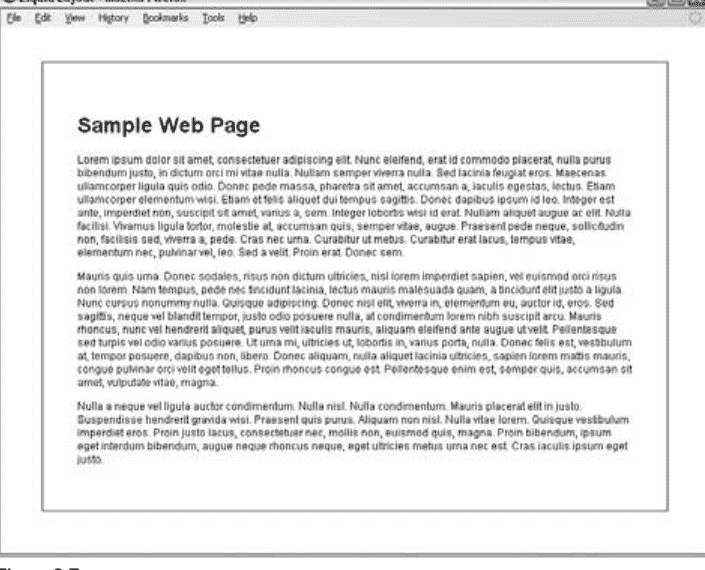 File Edit View History Bookmarks Tools Help
Sample Web Page
Lorem ipsum dolor sit amet, consectetuer adipiscing elit. Nunc eleifend, erat id commodo placerat, nulla purus
bibendum justo, in dictum orci mi vitae nulla. Nullam semper viverra nulla. Sed lacinia feugiat eros. Maecenas
ullamcorper ligula quis odio. Donec pede massa, pharetra sit amet, accumsan a, iaculis egestas, lectus. Etiam
ullamcorper elementum wisi. Etiam et felis aliquet dui tempus sagittis. Donec dapibus ipsum id leo. Integer est
ante, imperdiet non, suscipit sit amet, varius a, sem. Integer lobortis wisi id erat. Nullam aliquet augue ac elit. Nulla
facilisi. Vivamus ligula tortor, molestie at, accumsan quis, semper vitae, augue. Praesent pede neque, sollicitudin
non, facilisis sed, viverra a, pede. Cras nec urna. Curabitur ut metus. Curabitur erat lacus, tempus vitae,
elementum nec, pulvinar vel, leo. Sed a velit. Proin erat. Donec sem.
Mauris quis urna. Donec sodales, risus non dictum ultricies, nisl lorem imperdiet sapien, vel euismod orci risus
non lorem. Nam tempus, pede nec tincidunt lacinia, lectus mauris malesuada quam, a tincidunt elit justo a ligula.
Nunc cursus nonummy nulla. Quisque adipiscing. Donec nisl elit, viverra in, elementum eu, auctor id, eros. Sed
sagittis, neque vel blandit tempor, justo odio posuere nulla, at condimentum lorem nibh suscipit arcu. Mauris
rhoncus, nunc vel hendrerit aliquet, purus velit iaculis mauris, aliquam eleifend ante augue ut velit. Pellentesque
sed turpis vel odio varius posuere. Ut urna mi, ultricies ut, lobortis in, varius porta, nulla. Donec felis est, vestibulum
at, tempor posuere, dapibus non, libero. Donec aliquam, nulla aliquet lacinia ultricies, sapien lorem mattis mauris,
congue pulvinar orci velit eget tellus. Proin rhoncus congue est. Pellentesque enim est, semper quis, accumsan sit
amet, vulputate vitae, magna.
Nulla a neque vel ligula auctor condimentum. Nulla nisl. Nulla condimentum. Mauris placerat elit in justo.
Suspendisse hendrerit gravida wisi. Praesent quis purus. Aliquam non nisl. Nulla vitae lorem. Quisque vestibulum
imperdiet eros. Proin justo lacus, consectetuer nec, mollis non, euismod quis, magna. Proin bibendum, ipsum
eget interdum bibendum, augue neque rhoncus neque, eget ultricies metus urna nec est. Cras iaculis ipsum eget
justo.